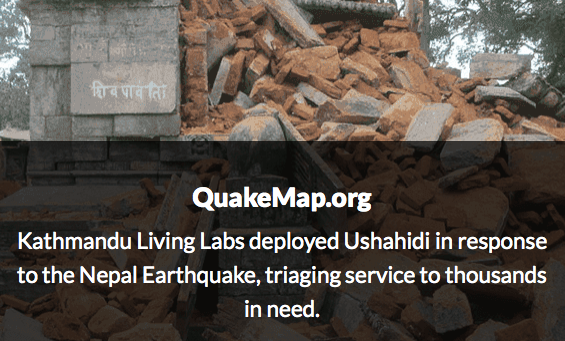 शिव पार्वती
QuakeMap.org
Kathmandu Living Labs deployed Ushahidi in response
to the Nepal Earthquake, triaging service to thousands
in need.